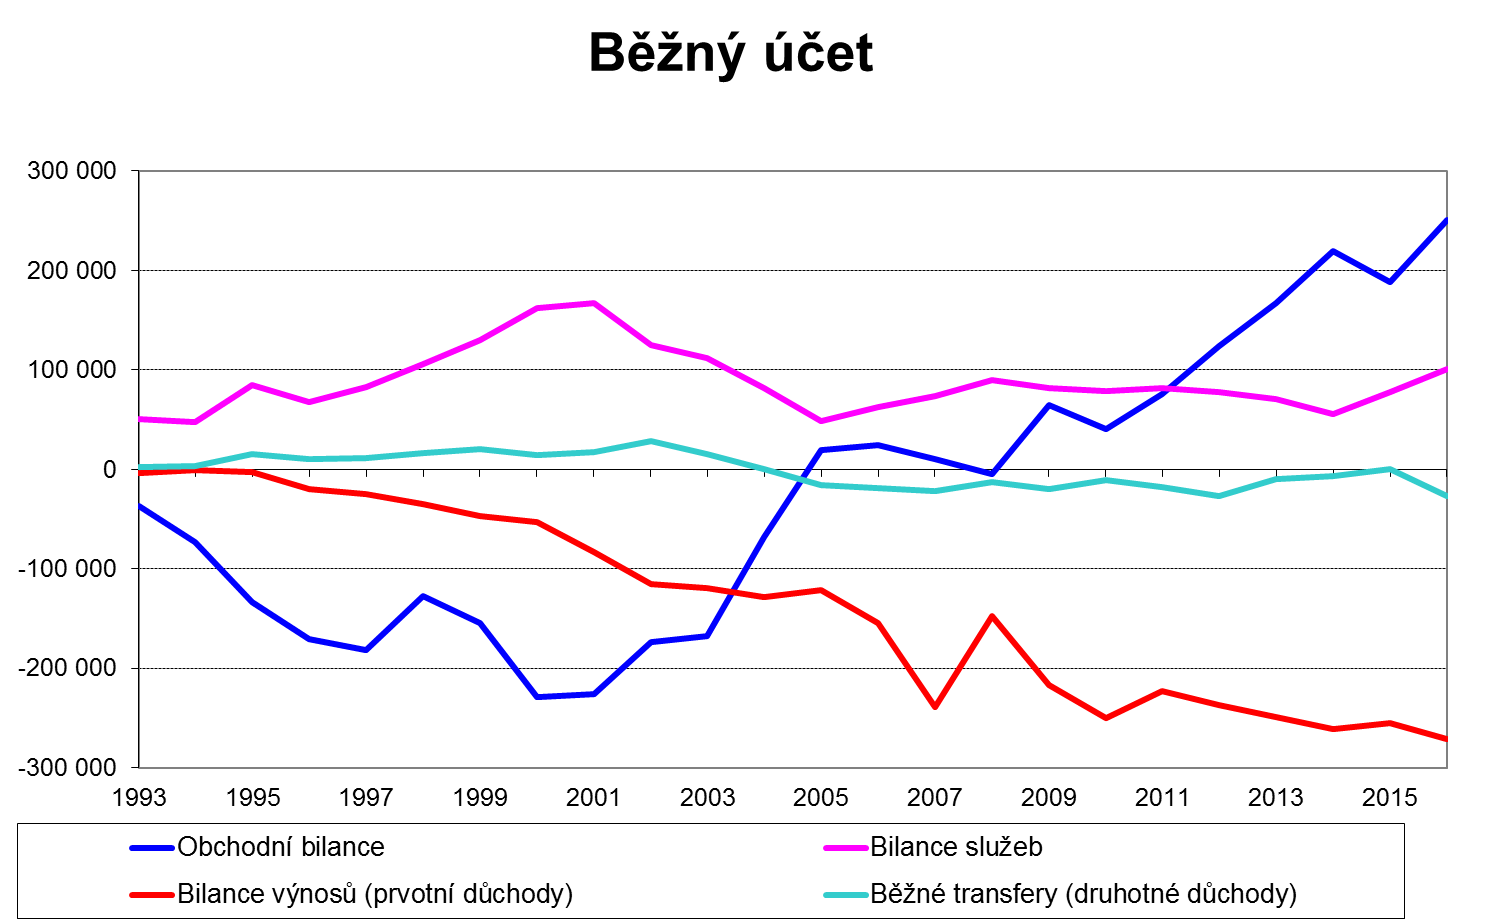 Běžný účet
300 000
200 000
100 000
0
-100 000
-200 000
-300 000
1993 1995 1997 1999 2001 2003 2005 2007 2009 2011 2013 2015
Obchodní bilance Bilance služeb
Bilance výnosů (prvotní důchody) Běžné transfery (druhotné důchody)